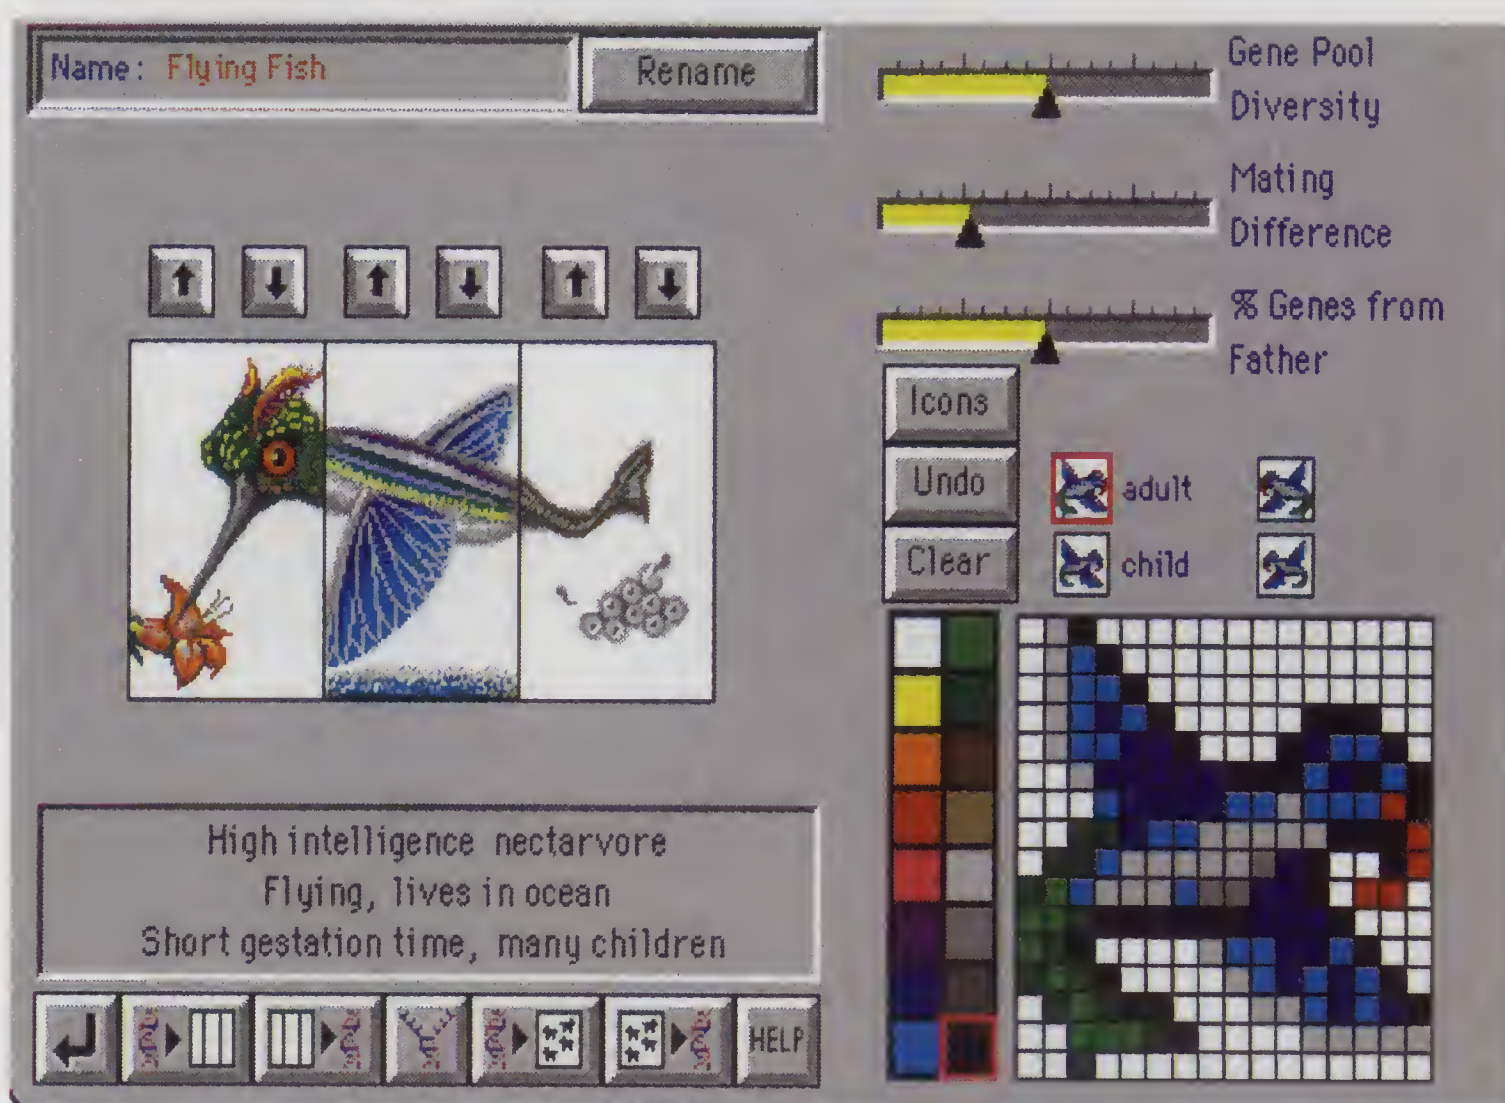 Name: Flying Fish
Rename
Gene Pool
Diversity
Mating
Difference
% Genes from
Father
Icons
Undo
Clear
adult
child
High intelligence nectarvore
Flying, lives in ocean
Short gestation time, many children
HELP